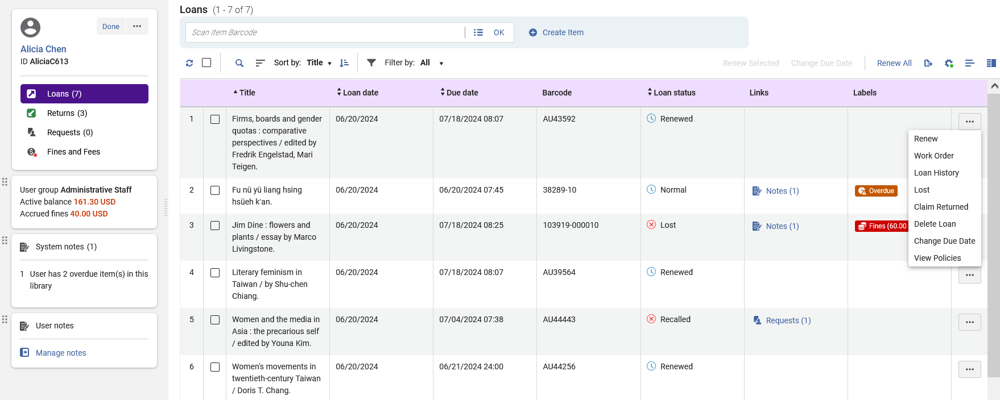 Done
Alicia Chen
ID AliciaC613
Loans (7)
Returns (3)
Requests (0)
Fines and Fees
User group Administrative Staff
Active balance 161.30 USD
Accrued fines 40.00 USD
System notes (1)
1 User has 2 overdue item(s) in this
library
User notes
Manage notes
Loans (1 - 7 of 7)
Scan Item Barcode OK Create Item
Sort by: Title Filter by: All Renew Selected Change Due Date Renew All
Title Loan date Due date Barcode Loan status Links Labels
1 Firms, boards and gender 06/20/2024 07/18/2024 08:07 AU43592 Renewed
quotas : comparative
perspectives / edited by
Fredrik Engelstad, Mari
Teigen.
2 Fu nü yü liang hsing 06/20/2024 06/20/2024 07:45 38289-10 Normal Notes (1) Overdue
hsüeh kʻan.
3 Jim Dine : flowers and 06/20/2024 07/18/2024 08:25 103919-000010 Lost Notes (1) Fines (60.00
plants / essay by Marco
Livingstone.
4 Literary feminism in 06/20/2024 07/18/2024 08:07 AU39564 Renewed
Taiwan / by Shu-chen
Chiang.
5 Women and the media in 06/20/2024 07/04/2024 07:38 AU44443 Recalled Requests (1)
Asia : the precarious self
/ edited by Youna Kim.
6 Women's movements in 06/20/2024 06/21/2024 24:00 AU44256 Renewed
twentieth-century Taiwan
/ Doris T. Chang.
Renew
Work Order
Loan History
Lost
Claim Returned
Delete Loan
Change Due Date
View Policies